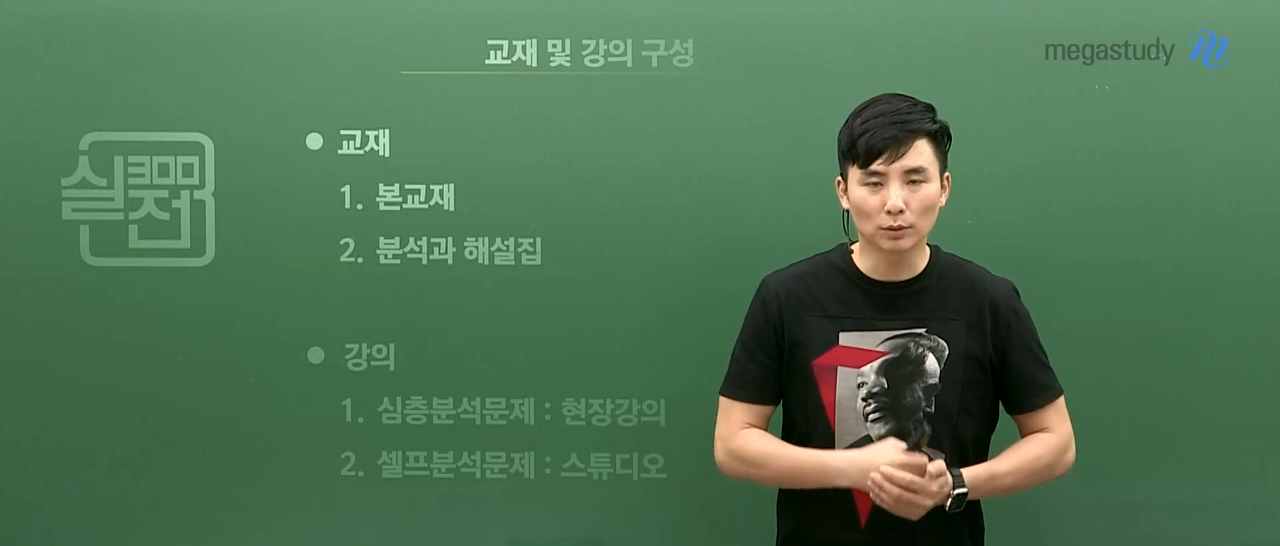 교재 및 강의 구성
megastudy
실전
300
● 교재
1. 본교재
2. 분석과 해설집
● 강의
1. 심층분석문제 : 현장강의
2. 셀프분석문제 : 스튜디오